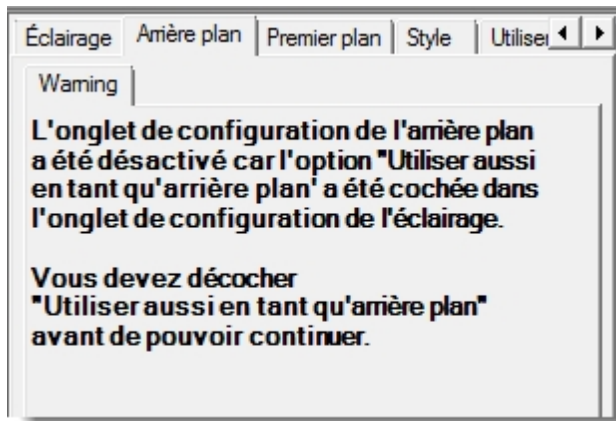 Éclairage Arrière plan Premier plan Style Utiliser
Warning
L'onglet de configuration de l'arrière plan
a été désactivé car l'option "Utiliser aussi
en tant qu'arrière plan' a été cochée dans
l'onglet de configuration de l'éclairage.
Vous devez décocher
"Utiliser aussi en tant qu'arrière plan"
avant de pouvoir continuer.